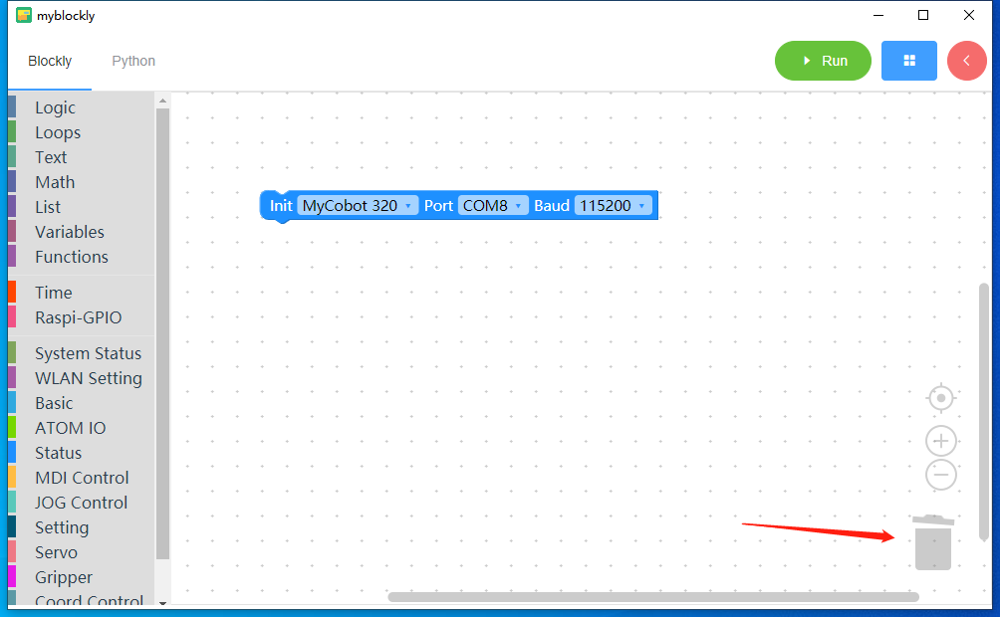 myblockly
Blockly Python Run
Logic
Loops
Text
Math
List
Init MyCobot 320 Port COM8 Baud 115200
Variables
Functions
Time
Raspi-GPIO
System Status
WLAN Setting
Basic
ATOM IO
Status
MDI Control
JOG Control
Setting
Servo
Gripper
Coord Control